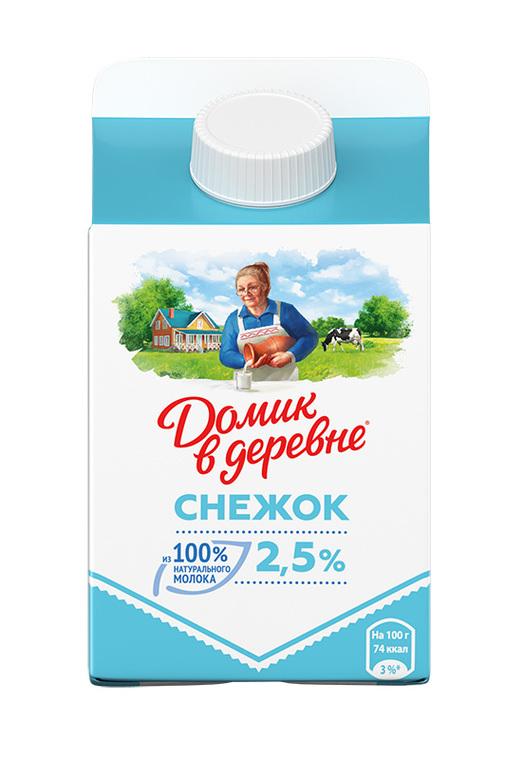 Домик
в деревне®
СНЕЖОК
из 100%
НАТУРАЛЬНОГО
МОЛОКА
2,5%
На 100 г
74 ккал
3%*